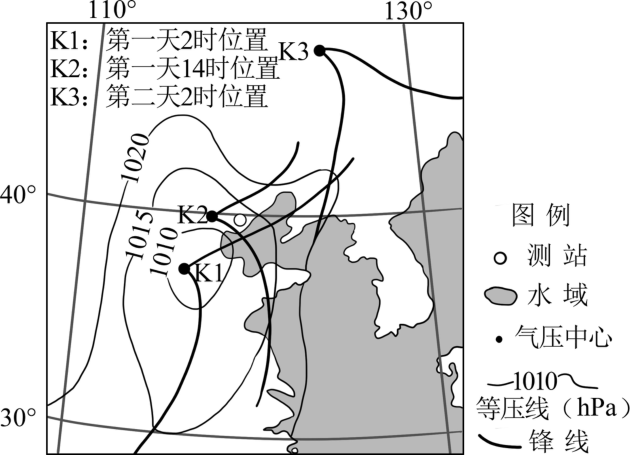 110°
130°
K1：第一天2时位置
K2：第一天14时位置
K3：第二天2时位置
K3
1020
1015
1010
40°
K2
K1
30°
图 例
测 站
水 域
气压中心
1010
等压线（hPa）
锋 线